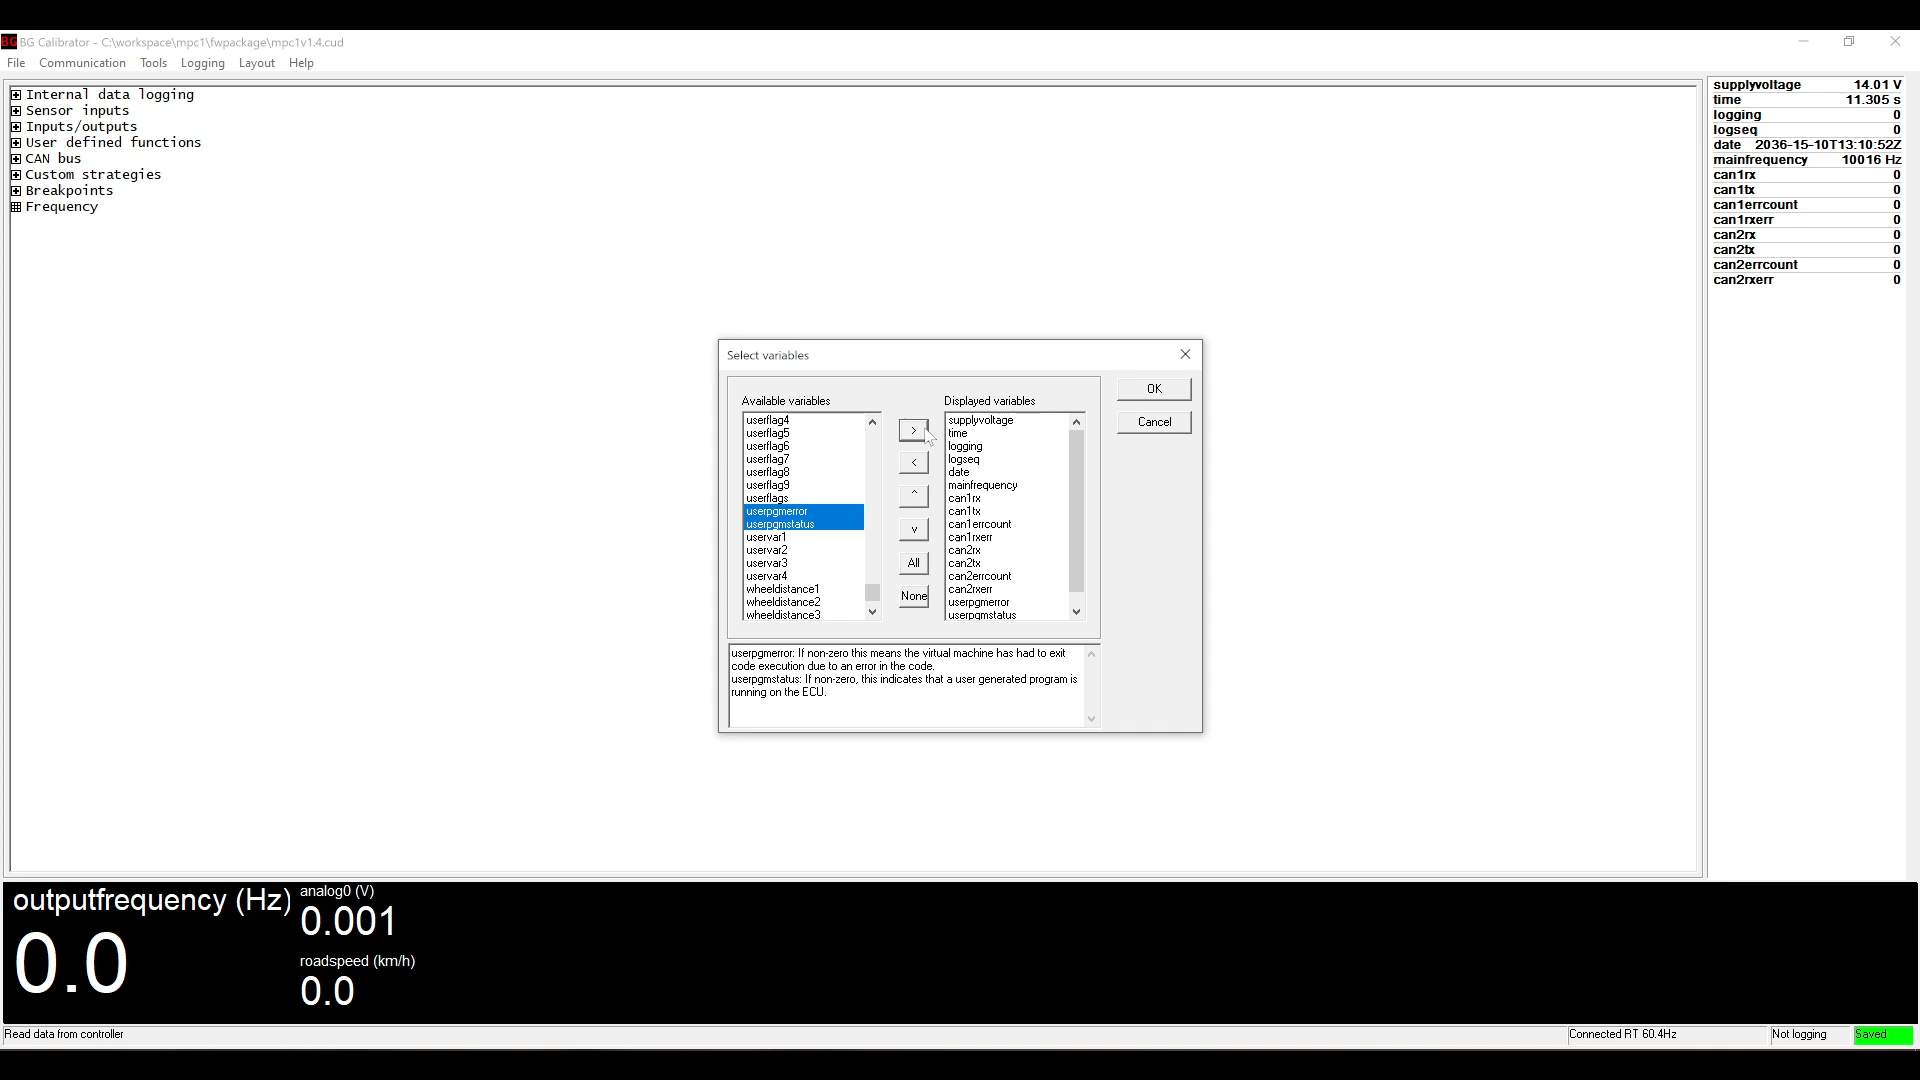 BG BG Calibrator - C:\workspace\mpc1\fwpackage\mpc1v1.4.cud
File Communication Tools Logging Layout Help
Internal data logging
Sensor inputs
Inputs/outputs
User defined functions
CAN bus
Custom strategies
Breakpoints
Frequency
supplyvoltage 14.01 V
time 11.305 s
logging 0
logseq 0
date 2036-15-10T13:10:52Z
mainfrequency 10016 Hz
can1rx 0
can1tx 0
can1errcount 0
can1rxerr 0
can2rx 0
can2tx 0
can2errcount 0
can2rxerr 0
Select variables
Available variables
userflag4
userflag5
userflag6
userflag7
userflag8
userflag9
userflags
userpgmerror
userpgmstatus
uservar1
uservar2
uservar3
uservar4
wheeldistance1
wheeldistance2
wheeldistance3
>
<
^
v
All
None
Displayed variables
supplyvoltage
time
logging
logseq
date
mainfrequency
can1rx
can1tx
can1errcount
can1rxerr
can2rx
can2tx
can2errcount
can2rxerr
userpgmerror
userpgmstatus
OK
Cancel
userpgmerror: If non-zero this means the virtual machine has had to exit
code execution due to an error in the code.
userpgmstatus: If non-zero, this indicates that a user generated program is
running on the ECU.
outputfrequency (Hz)
0.0
analog0 (V)
0.001
roadspeed (km/h)
0.0
Read data from controller Connected RT 60.4Hz Not logging Saved